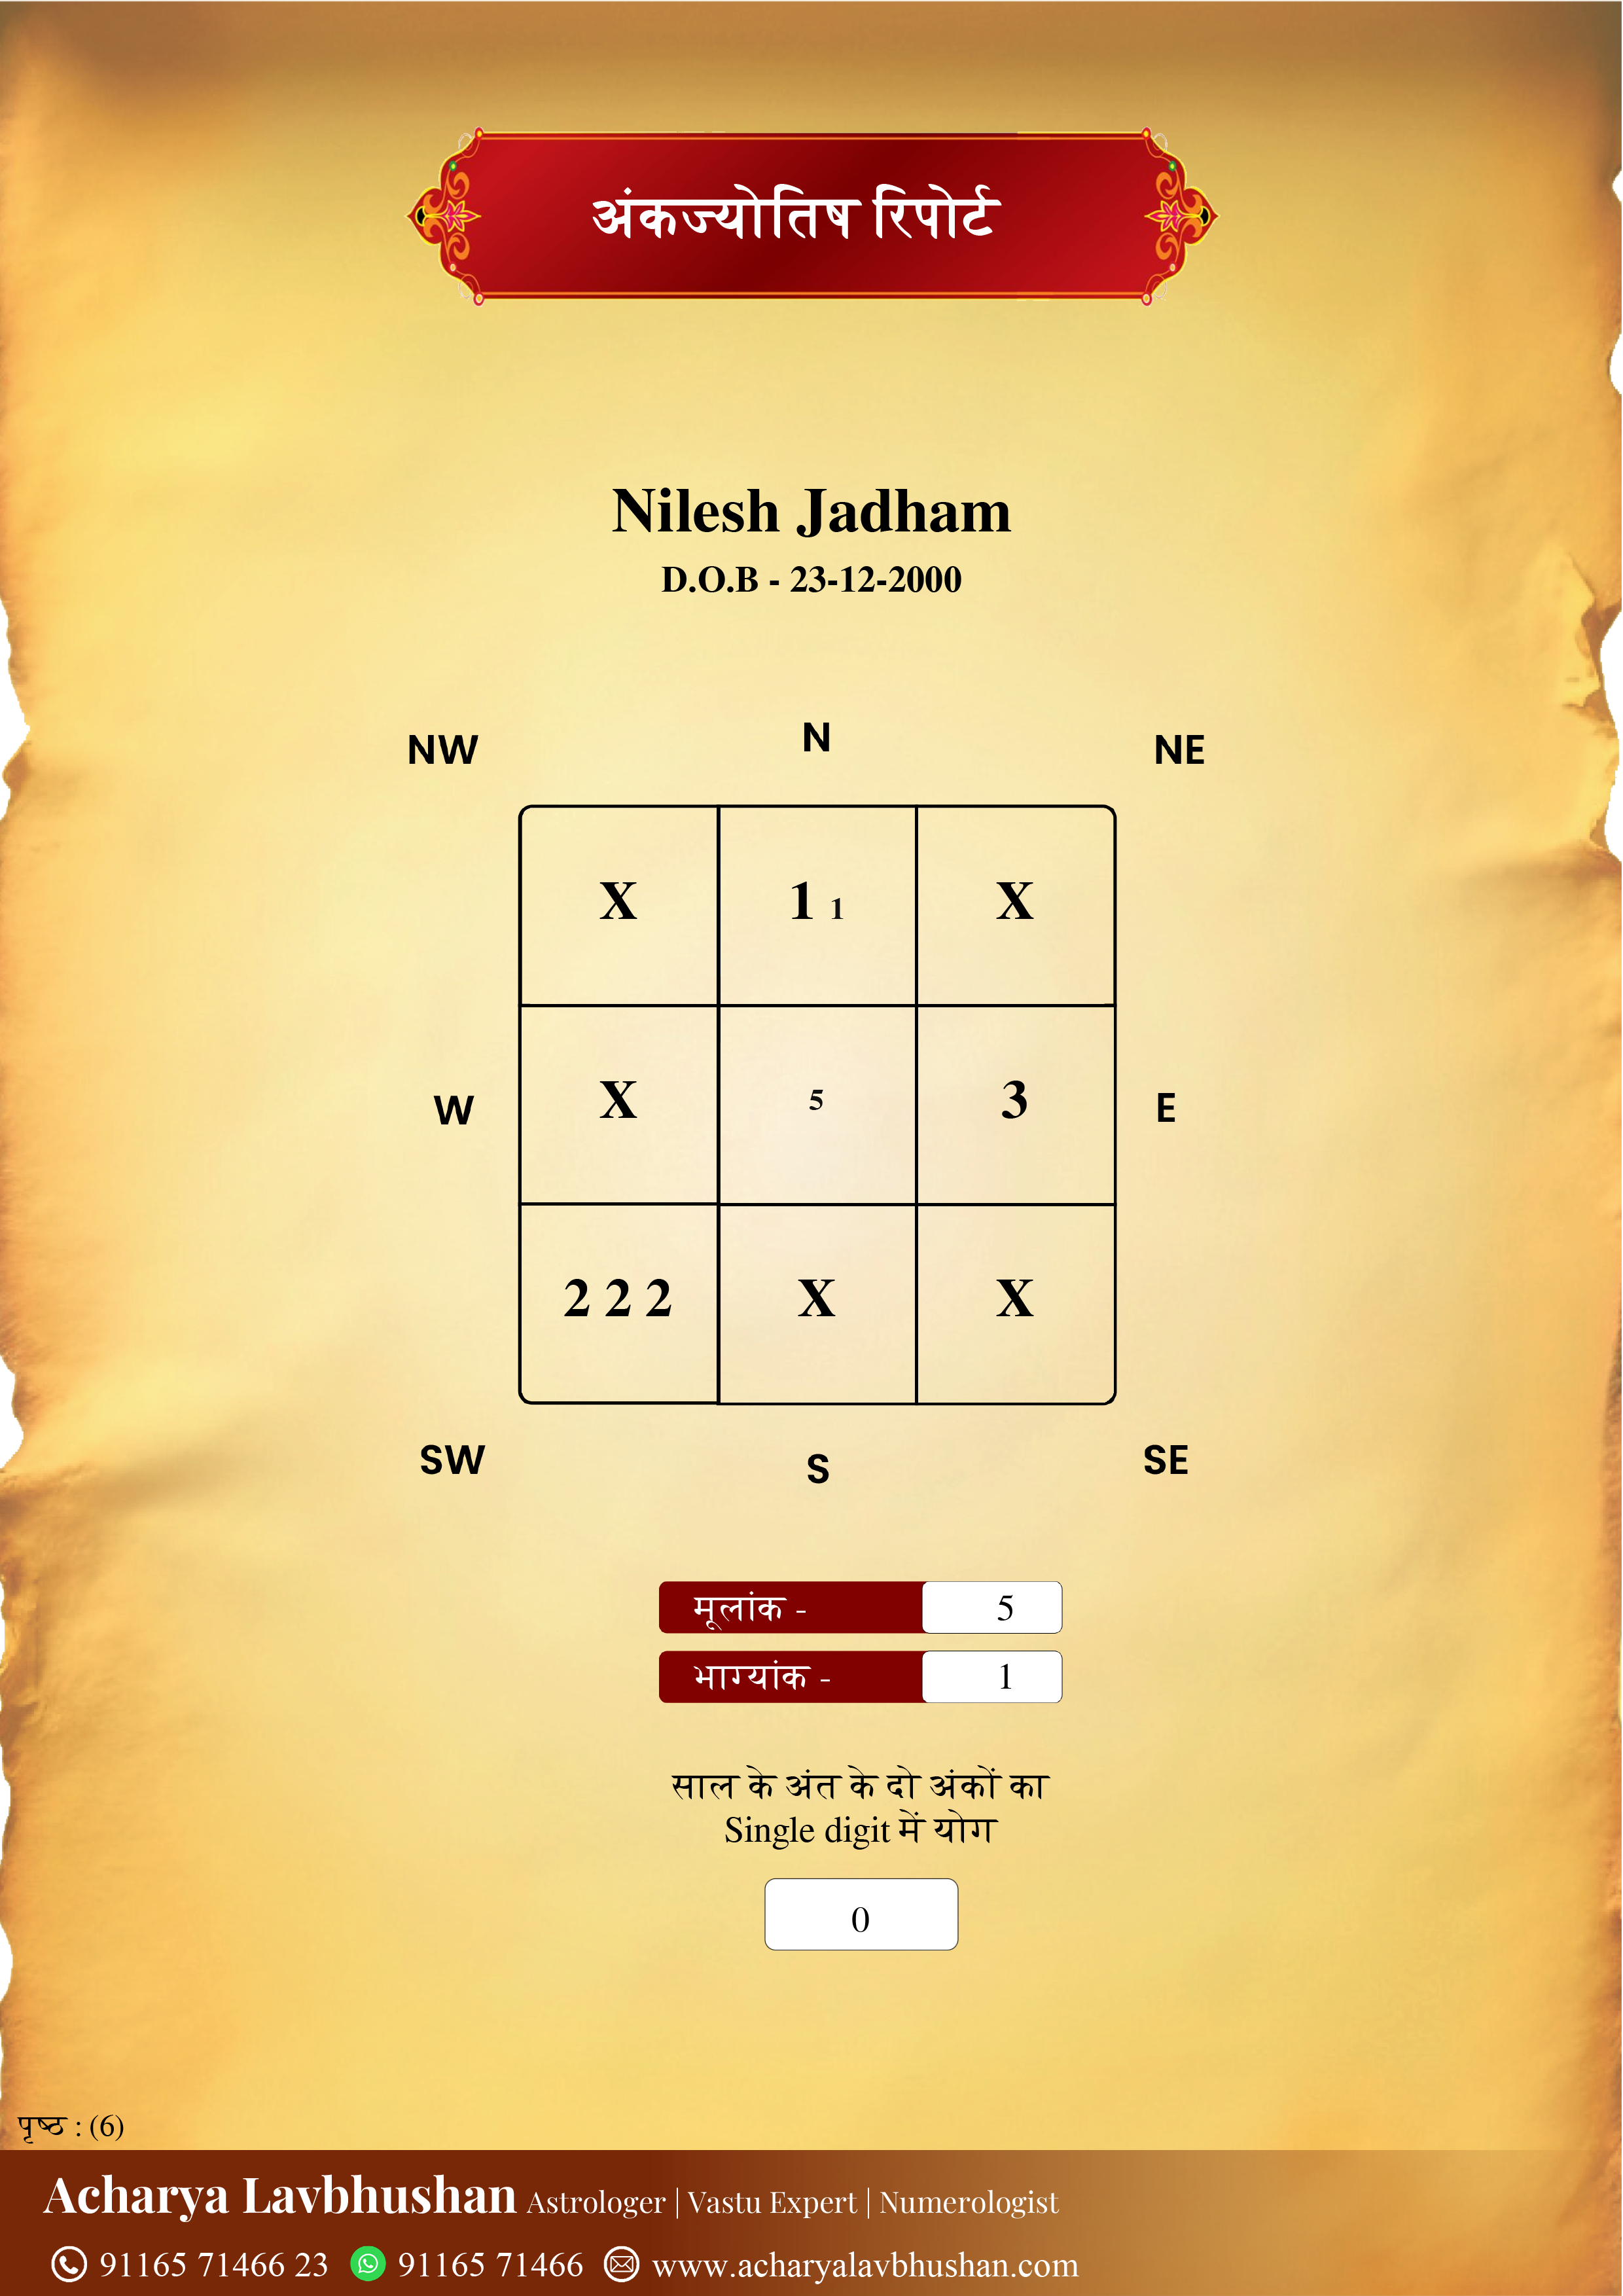 अंकज्योतिष रिपोर्ट
Nilesh Jadham
D.O.B - 23-12-2000
NW N NE
X 1 1 X
W X 5 3 E
2 2 2 X X
SW S SE
मूलांक - 5
भाग्यांक - 1
साल के अंत के दो अंकों का
Single digit में योग
0
पृष्ठ : (6)
Acharya Lavbhushan Astrologer | Vastu Expert | Numerologist
91165 71466 23 91165 71466 www.acharyalavbhushan.com